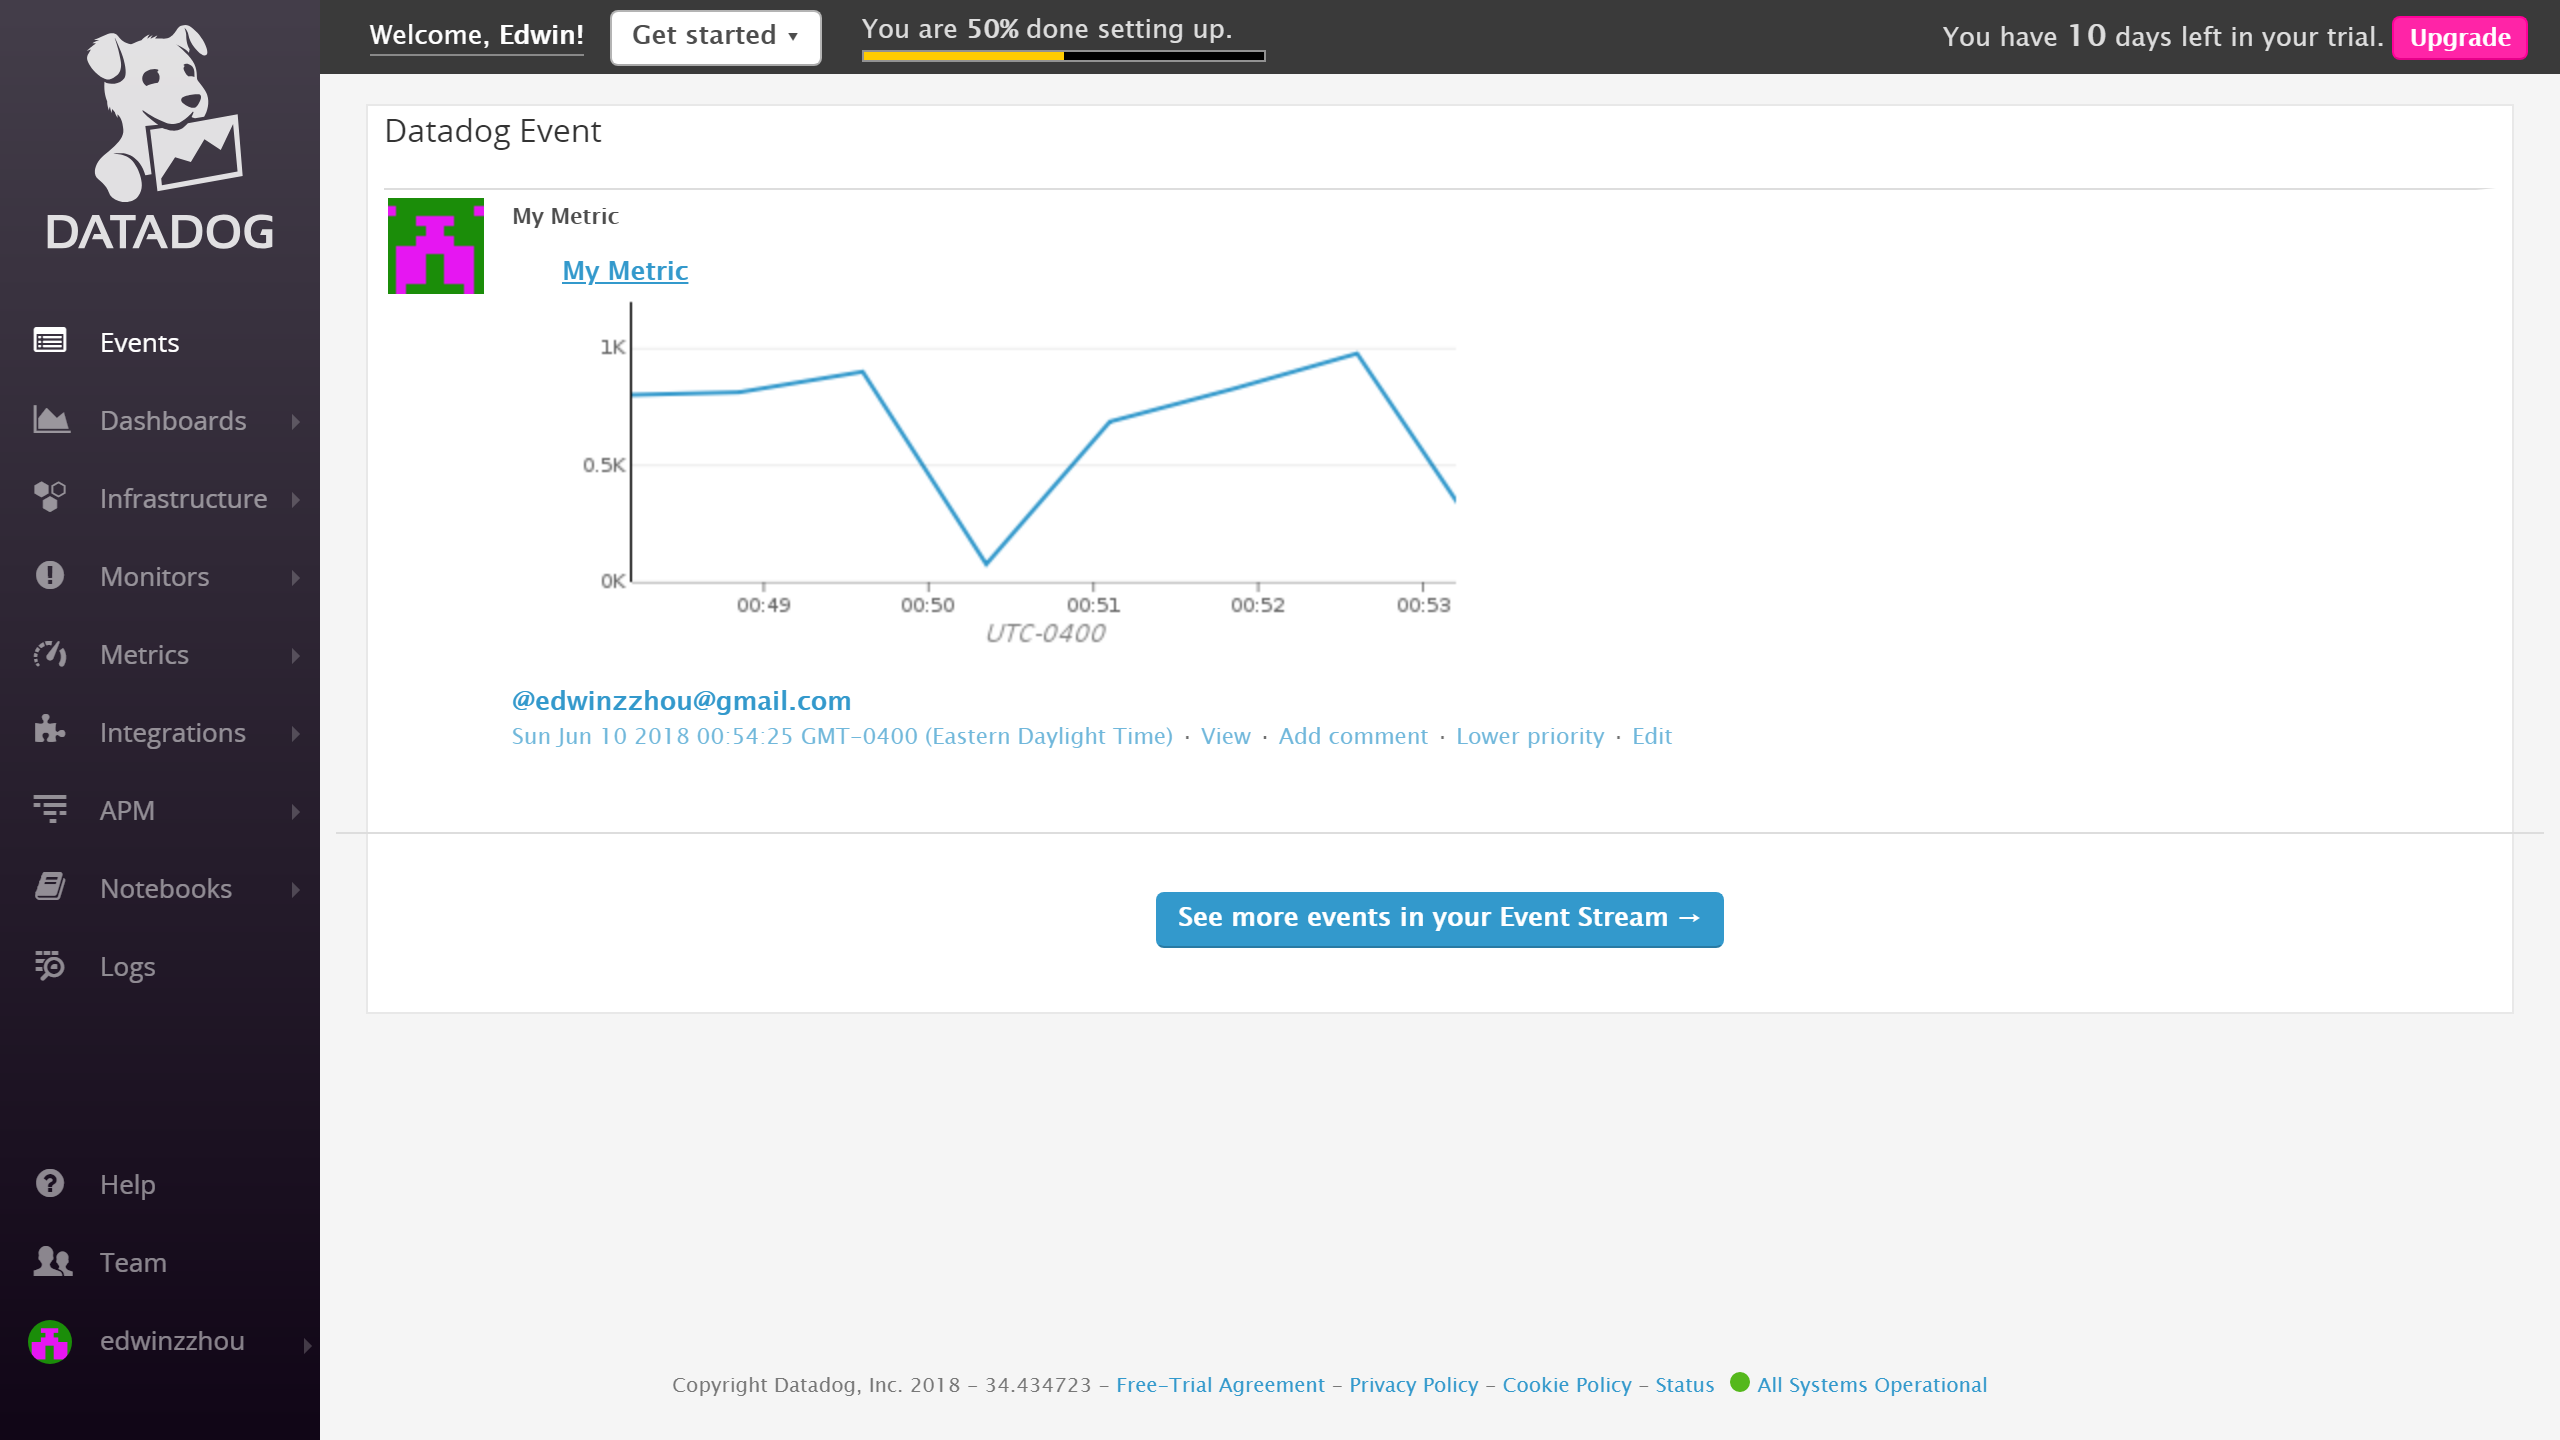 DATADOG
Events
Dashboards
Infrastructure
Monitors
Metrics
Integrations
APM
Notebooks
Logs
Help
Team
edwinzzhou
Welcome, Edwin!
Get started ▾
You are 50% done setting up.
You have 10 days left in your trial. Upgrade
Datadog Event
My Metric
My Metric
1K
0.5K
0K
00:49 00:50 00:51 00:52 00:53
UTC-0400
@edwinzzhou@gmail.com
Sun Jun 10 2018 00:54:25 GMT-0400 (Eastern Daylight Time) · View · Add comment · Lower priority · Edit
See more events in your Event Stream →
Copyright Datadog, Inc. 2018 – 34.434723 – Free-Trial Agreement – Privacy Policy – Cookie Policy – Status All Systems Operational